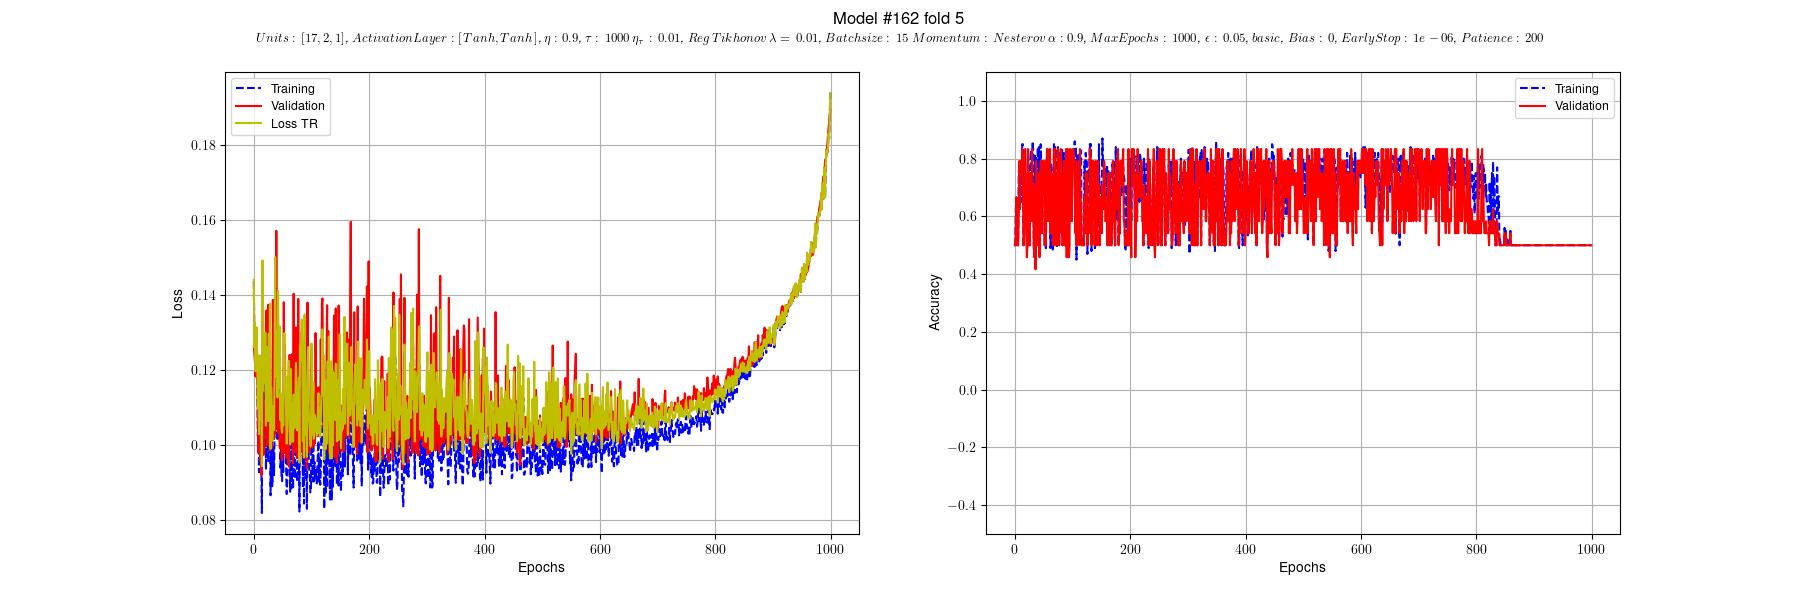 Model #162 fold 5
Units : [17, 2, 1], ActivationLayer : [Tanh, Tanh], η : 0.9, τ : 1000 η_τ : 0.01, Reg Tikhonov λ = 0.01, Batchsize : 15 Momentum : Nesterov α : 0.9, MaxEpochs : 1000, ϵ : 0.05, basic, Bias : 0, EarlyStop : 1e − 06, Patience : 200
Training
Validation
Loss TR
0.18
0.16
0.14
0.12
0.10
0.08
Loss
0 200 400 600 800 1000
Epochs
Training
Validation
1.0
0.8
0.6
0.4
0.2
0.0
−0.2
−0.4
Accuracy
0 200 400 600 800 1000
Epochs